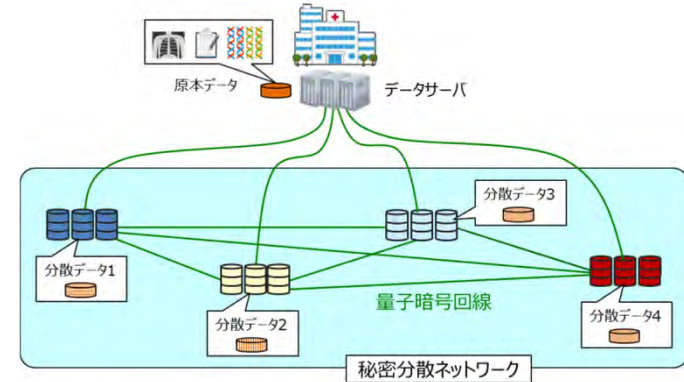 原本データ
データサーバ
分散データ3
分散データ1
量子暗号回線
分散データ2
分散データ4
秘密分散ネットワーク